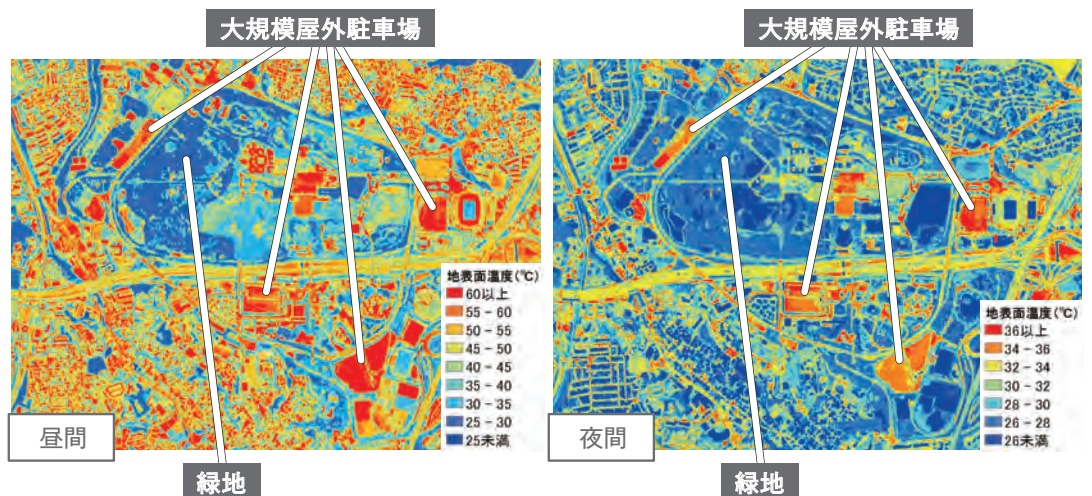 大規模屋外駐車場
地表面温度(℃)
60以上
55 - 60
50 - 55
45 - 50
40 - 45
35 - 40
30 - 35
25 - 30
25未満
昼間
緑地
大規模屋外駐車場
地表面温度(℃)
36以上
34 - 36
32 - 34
30 - 32
28 - 30
26 - 28
26未満
夜間
緑地